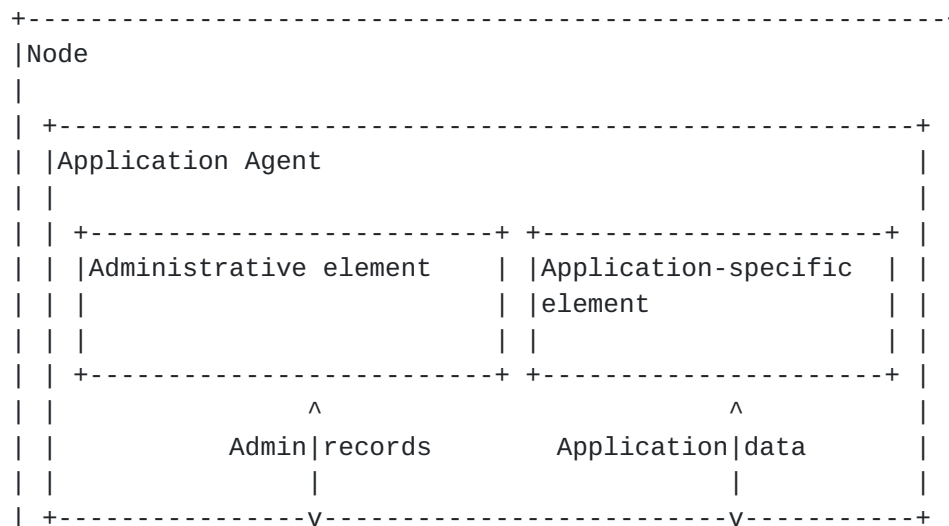 +-----------------------------------------------------------
|Node
|
| +-------------------------------------------------------+
| |Application Agent                                      |
| |                                                       |
| | +--------------------------+ +----------------------+ |
| | |Administrative element    | |Application-specific  | |
| | |                          | |element               | |
| | |                          | |                      | |
| | +--------------------------+ +----------------------+ |
| |                ^                          ^           |
| |           Admin|records        Application|data       |
| |                |                          |           |
| +----------------v--------------------------v-----------+